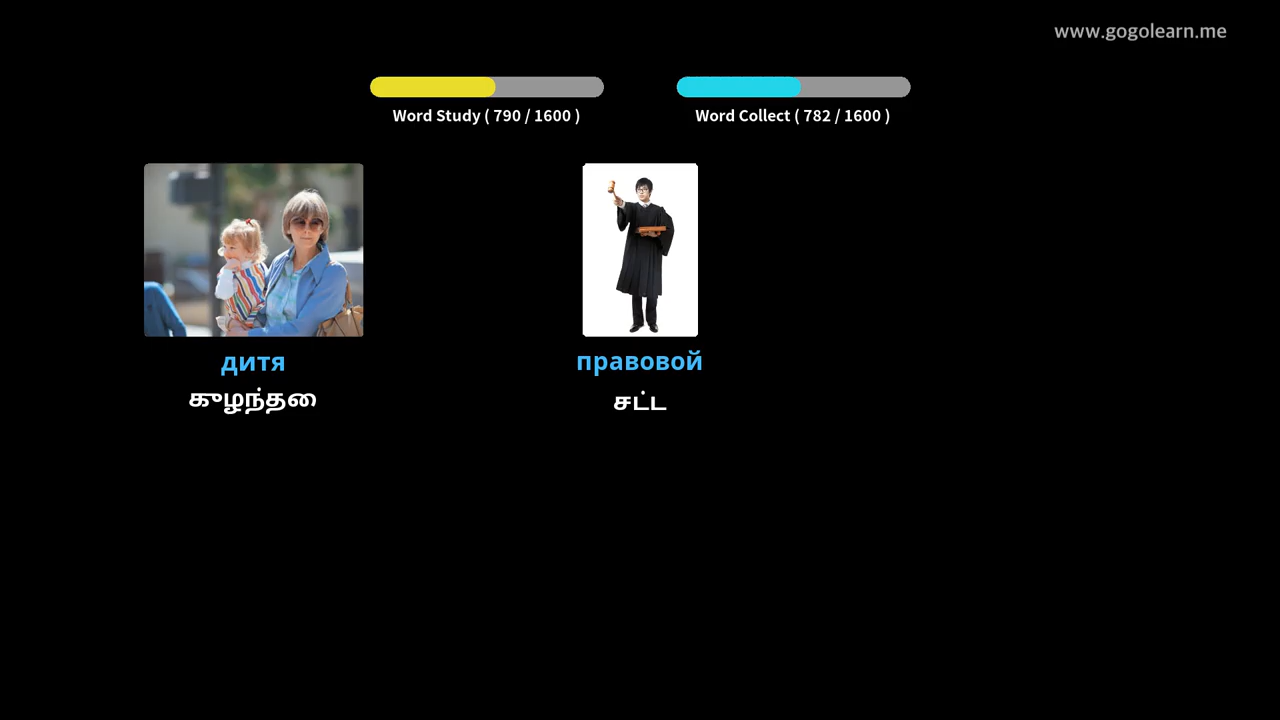 www.gogolearn.me
Word Study ( 790 / 1600 )
Word Collect ( 782 / 1600 )
дитя
правовой
குழந்தை
சட்ட